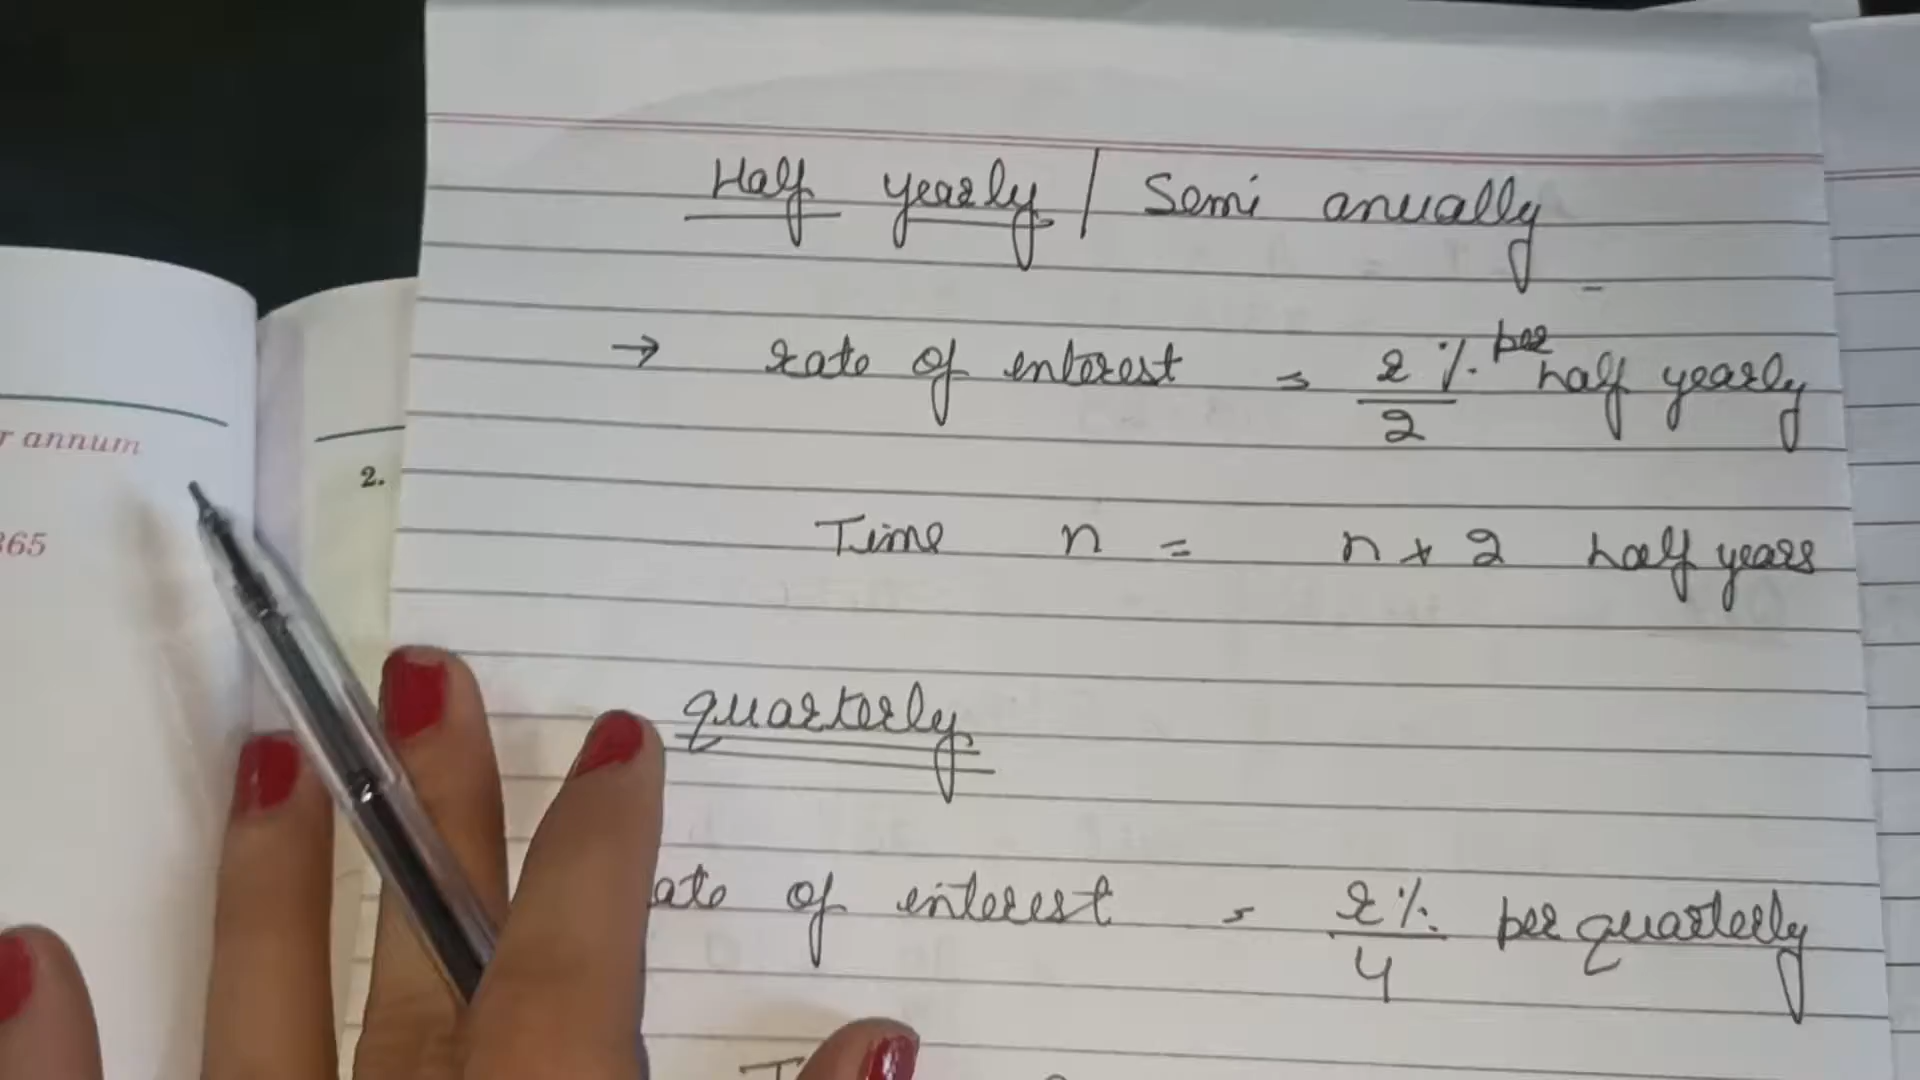 Half yearly / Semi anually
→ rate of interest = r/2 % per half yearly
Time n = n × 2 half years
quarterly
ate of interest = r%/4 per quarterly
r annum
365
2.